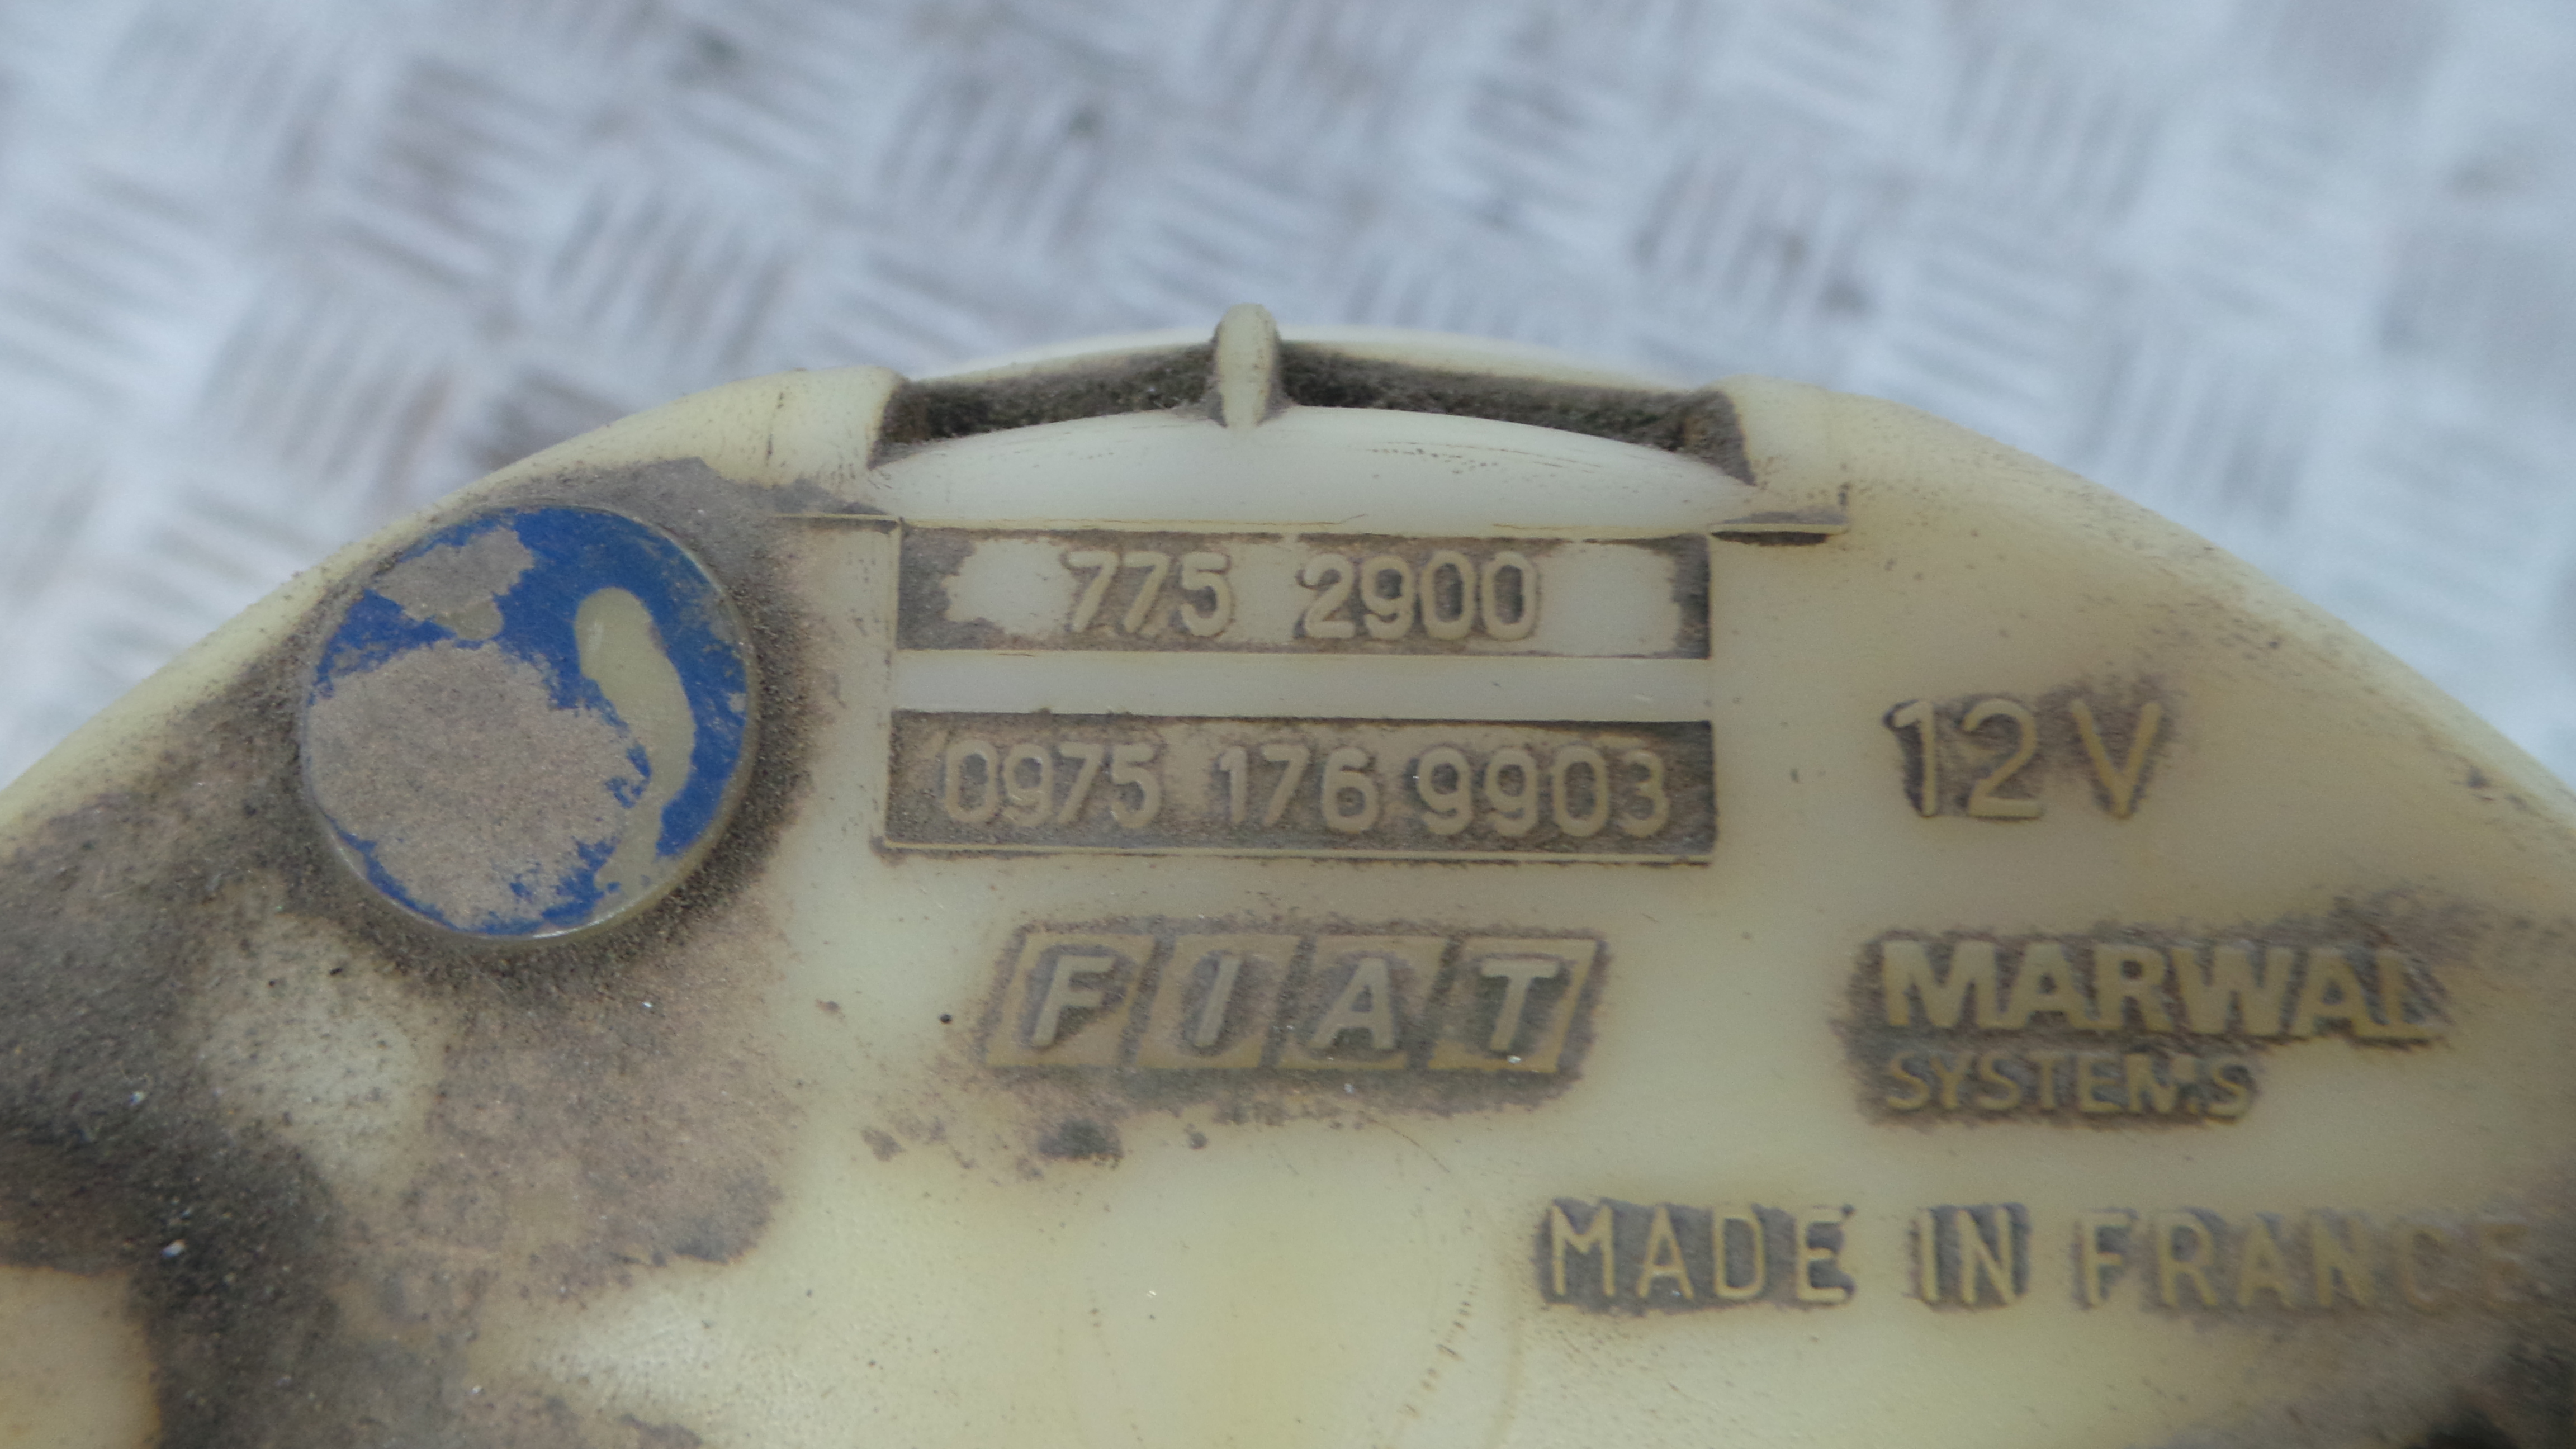 775 2900
0975 176 9903
12V
FIAT
MARWAL
SYSTEMS
MADE IN FRANCE